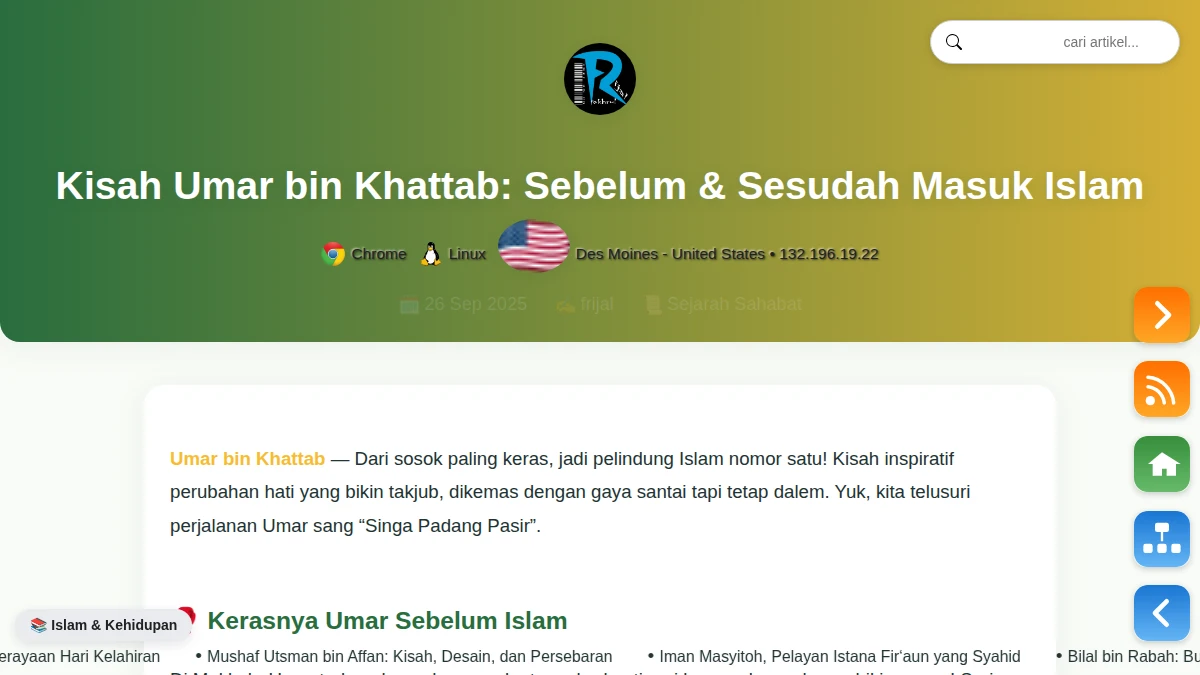 cari artikel...
Kisah Umar bin Khattab: Sebelum & Sesudah Masuk Islam
Chrome Linux Des Moines - United States • 132.196.19.22
26 Sep 2025 Irijal Sejarah Sahabat
Umar bin Khattab — Dari sosok paling keras, jadi pelindung Islam nomor satu! Kisah inspiratif
perubahan hati yang bikin takjub, dikemas dengan gaya santai tapi tetap dalem. Yuk, kita telusuri
perjalanan Umar sang “Singa Padang Pasir”.
Kerasnya Umar Sebelum Islam
Islam & Kehidupan
erayaan Hari Kelahiran • Mushaf Utsman bin Affan: Kisah, Desain, dan Persebaran • Iman Masyitoh, Pelayan Istana Fir‘aun yang Syahid • Bilal bin Rabah: Bu